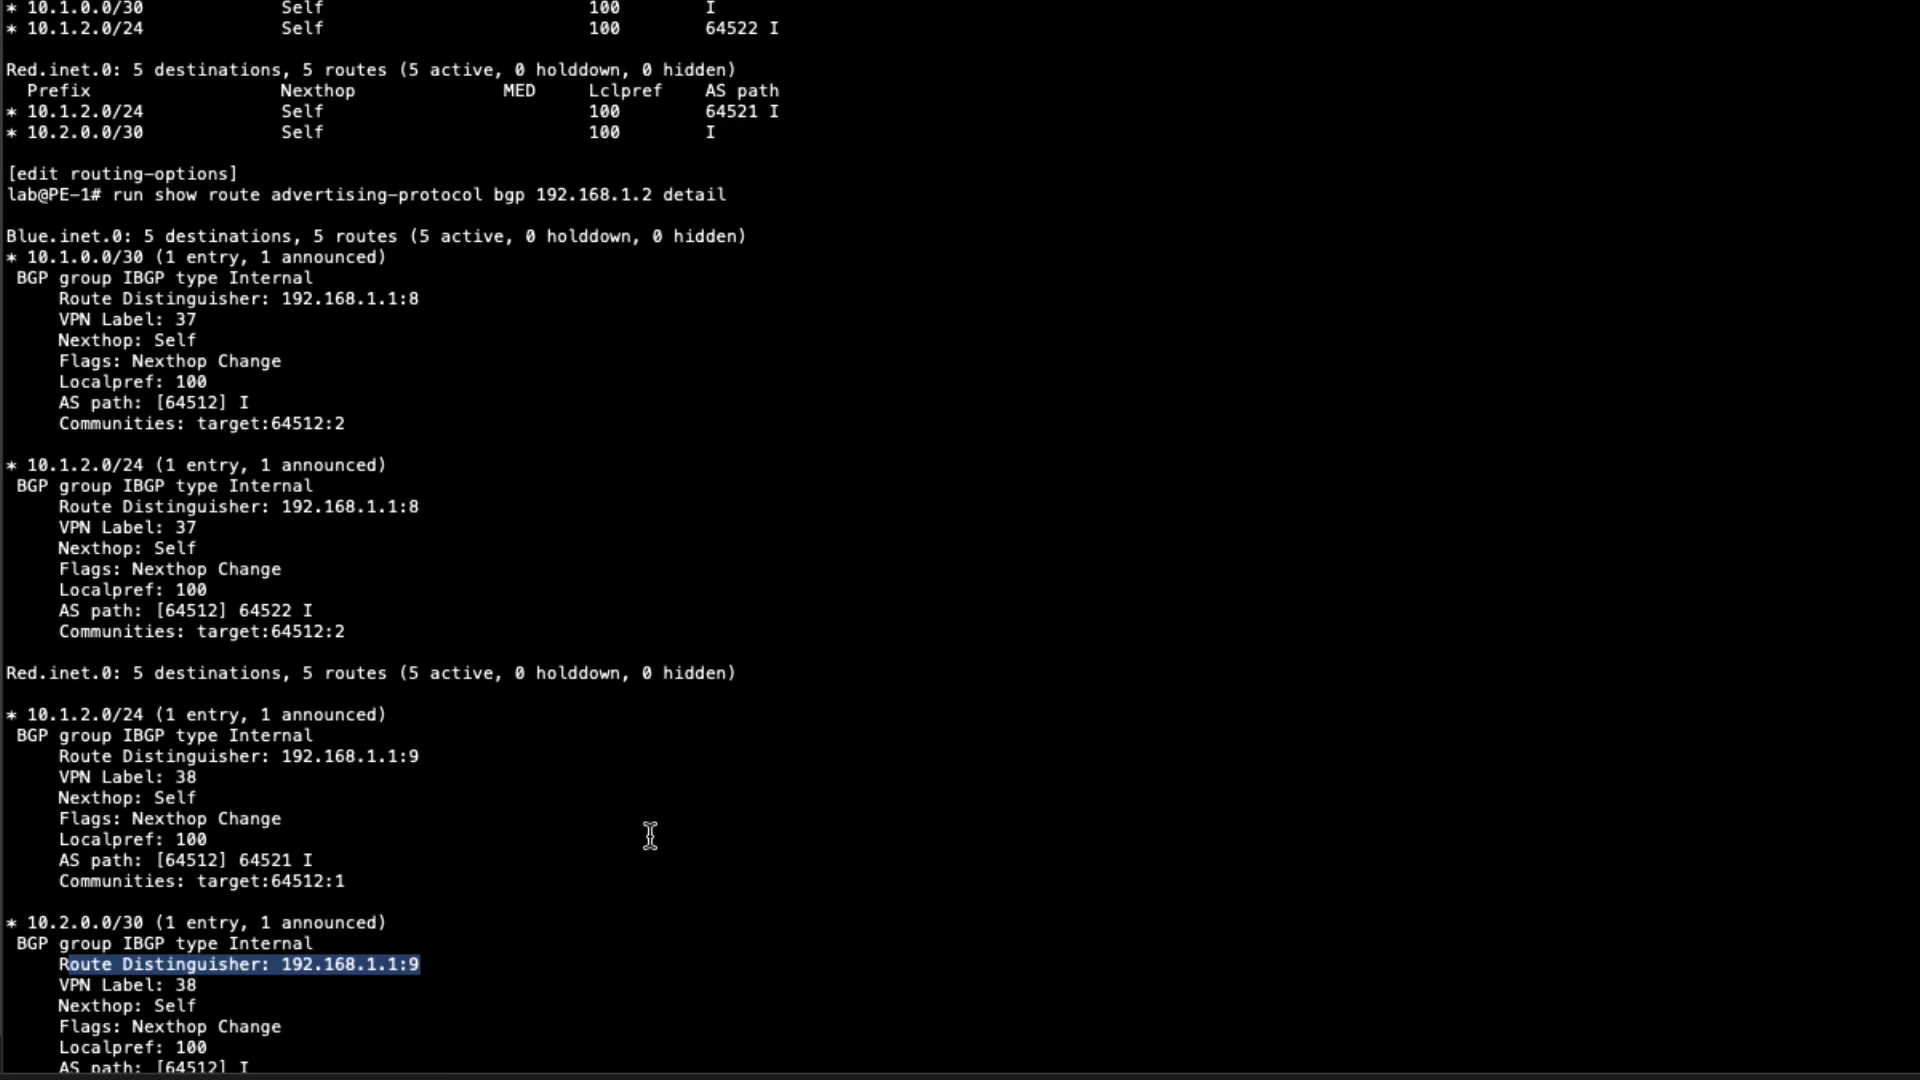 * 10.1.0.0/30 Self 100 I
* 10.1.2.0/24 Self 100 64522 I
Red.inet.0: 5 destinations, 5 routes (5 active, 0 holddown, 0 hidden)
Prefix Nexthop MED Lclpref AS path
* 10.1.2.0/24 Self 100 64521 I
* 10.2.0.0/30 Self 100 I
[edit routing-options]
lab@PE-1# run show route advertising-protocol bgp 192.168.1.2 detail
Blue.inet.0: 5 destinations, 5 routes (5 active, 0 holddown, 0 hidden)
* 10.1.0.0/30 (1 entry, 1 announced)
BGP group IBGP type Internal
Route Distinguisher: 192.168.1.1:8
VPN Label: 37
Nexthop: Self
Flags: Nexthop Change
Localpref: 100
AS path: [64512] I
Communities: target:64512:2
* 10.1.2.0/24 (1 entry, 1 announced)
BGP group IBGP type Internal
Route Distinguisher: 192.168.1.1:8
VPN Label: 37
Nexthop: Self
Flags: Nexthop Change
Localpref: 100
AS path: [64512] 64522 I
Communities: target:64512:2
Red.inet.0: 5 destinations, 5 routes (5 active, 0 holddown, 0 hidden)
* 10.1.2.0/24 (1 entry, 1 announced)
BGP group IBGP type Internal
Route Distinguisher: 192.168.1.1:9
VPN Label: 38
Nexthop: Self
Flags: Nexthop Change
Localpref: 100
AS path: [64512] 64521 I
Communities: target:64512:1
* 10.2.0.0/30 (1 entry, 1 announced)
BGP group IBGP type Internal
Route Distinguisher: 192.168.1.1:9
VPN Label: 38
Nexthop: Self
Flags: Nexthop Change
Localpref: 100
AS path: [64512] I